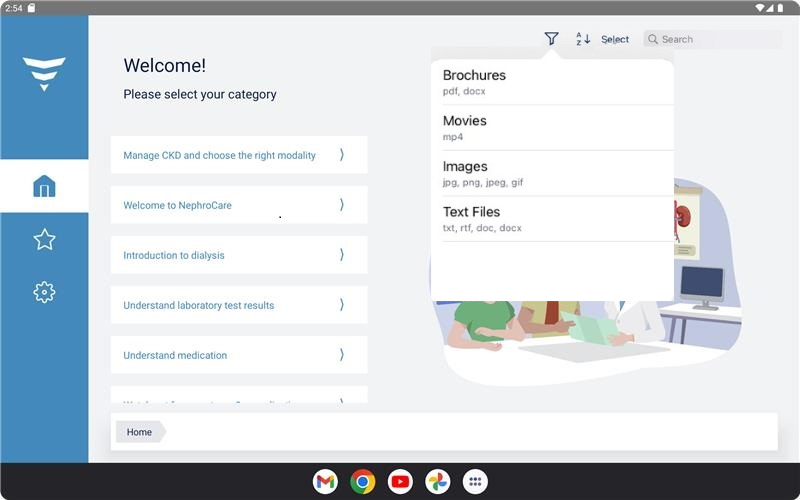 2:54
Select
Search
Welcome!
Please select your category
Brochures
pdf, docx
Movies
mp4
Images
jpg, png, jpeg, gif
Text Files
txt, rtf, doc, docx
Manage CKD and choose the right modality
Welcome to NephroCare
Introduction to dialysis
Understand laboratory test results
Understand medication
Home